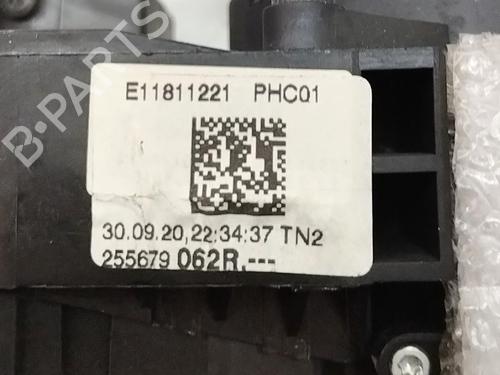 B-PARTS
E11811221 PHC01
30.09.20,22:34:37 TN2
255679 062R.---